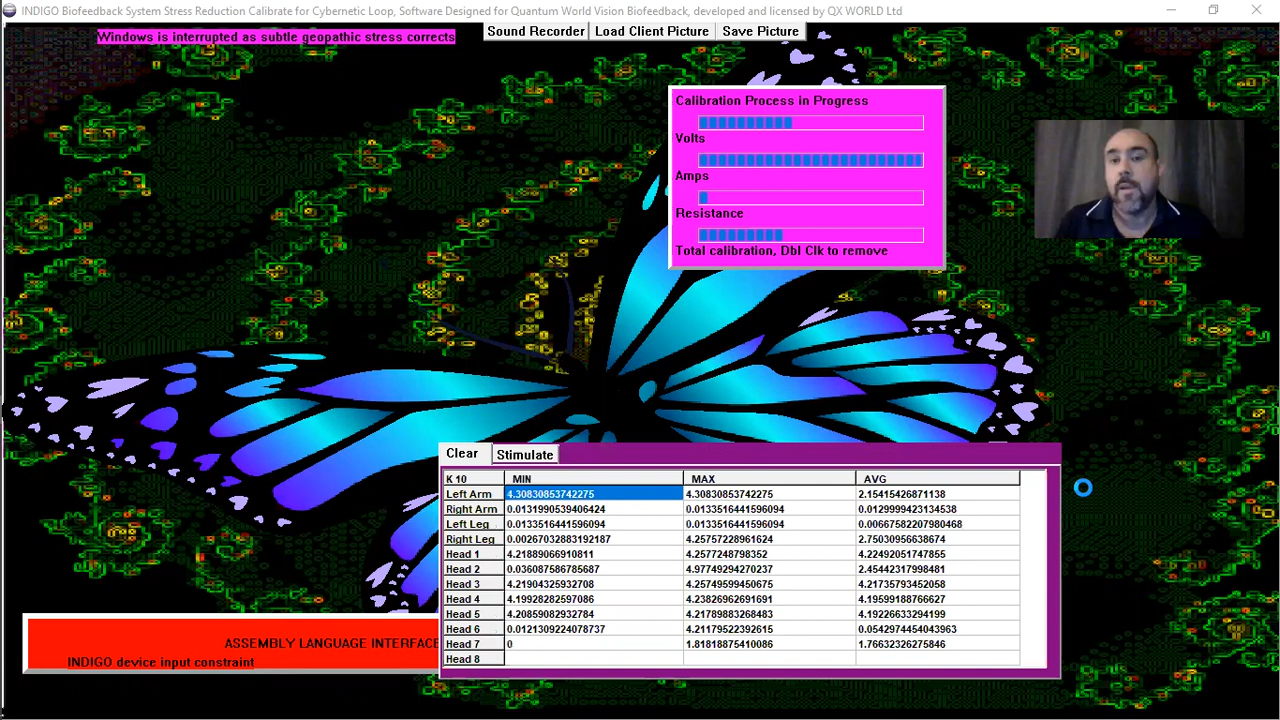 INDIGO Biofeedback System Stress Reduction Calibrate for Cybernetic Loop, Software Designed for Quantum World Vision Biofeedback, developed and licensed by QX WORLD Ltd
Windows is interrupted as subtle geopathic stress corrects
Sound Recorder Load Client Picture Save Picture
Calibration Process in Progress
Volts
Amps
Resistance
Total calibration, Dbl Clk to remove
Clear Stimulate
K 10 MIN MAX AVG
Left Arm 4.30830853742275 4.30830853742275 2.15415426871138
Right Arm 0.0131990539406424 0.0133516441596094 0.0129999423134538
Left Leg 0.0133516441596094 0.0133516441596094 0.00667582207980468
Right Leg 0.00267032883192187 4.25757228961624 2.75030956638674
Head 1 4.21889066910811 4.2577248798352 4.22492051747855
Head 2 0.036087586785687 4.97749294270237 2.45442317998481
Head 3 4.21904325932708 4.25749599450675 4.21735793452058
Head 4 4.19928282597086 4.23826962691691 4.19599188766627
Head 5 4.20859082932784 4.21789883268483 4.19226633294199
Head 6 0.0121309224078737 4.21179522392615 0.0542974454043963
Head 7 0 1.81818875410086 1.76632326275846
Head 8
ASSEMBLY LANGUAGE INTERFACE
INDIGO device input constraint